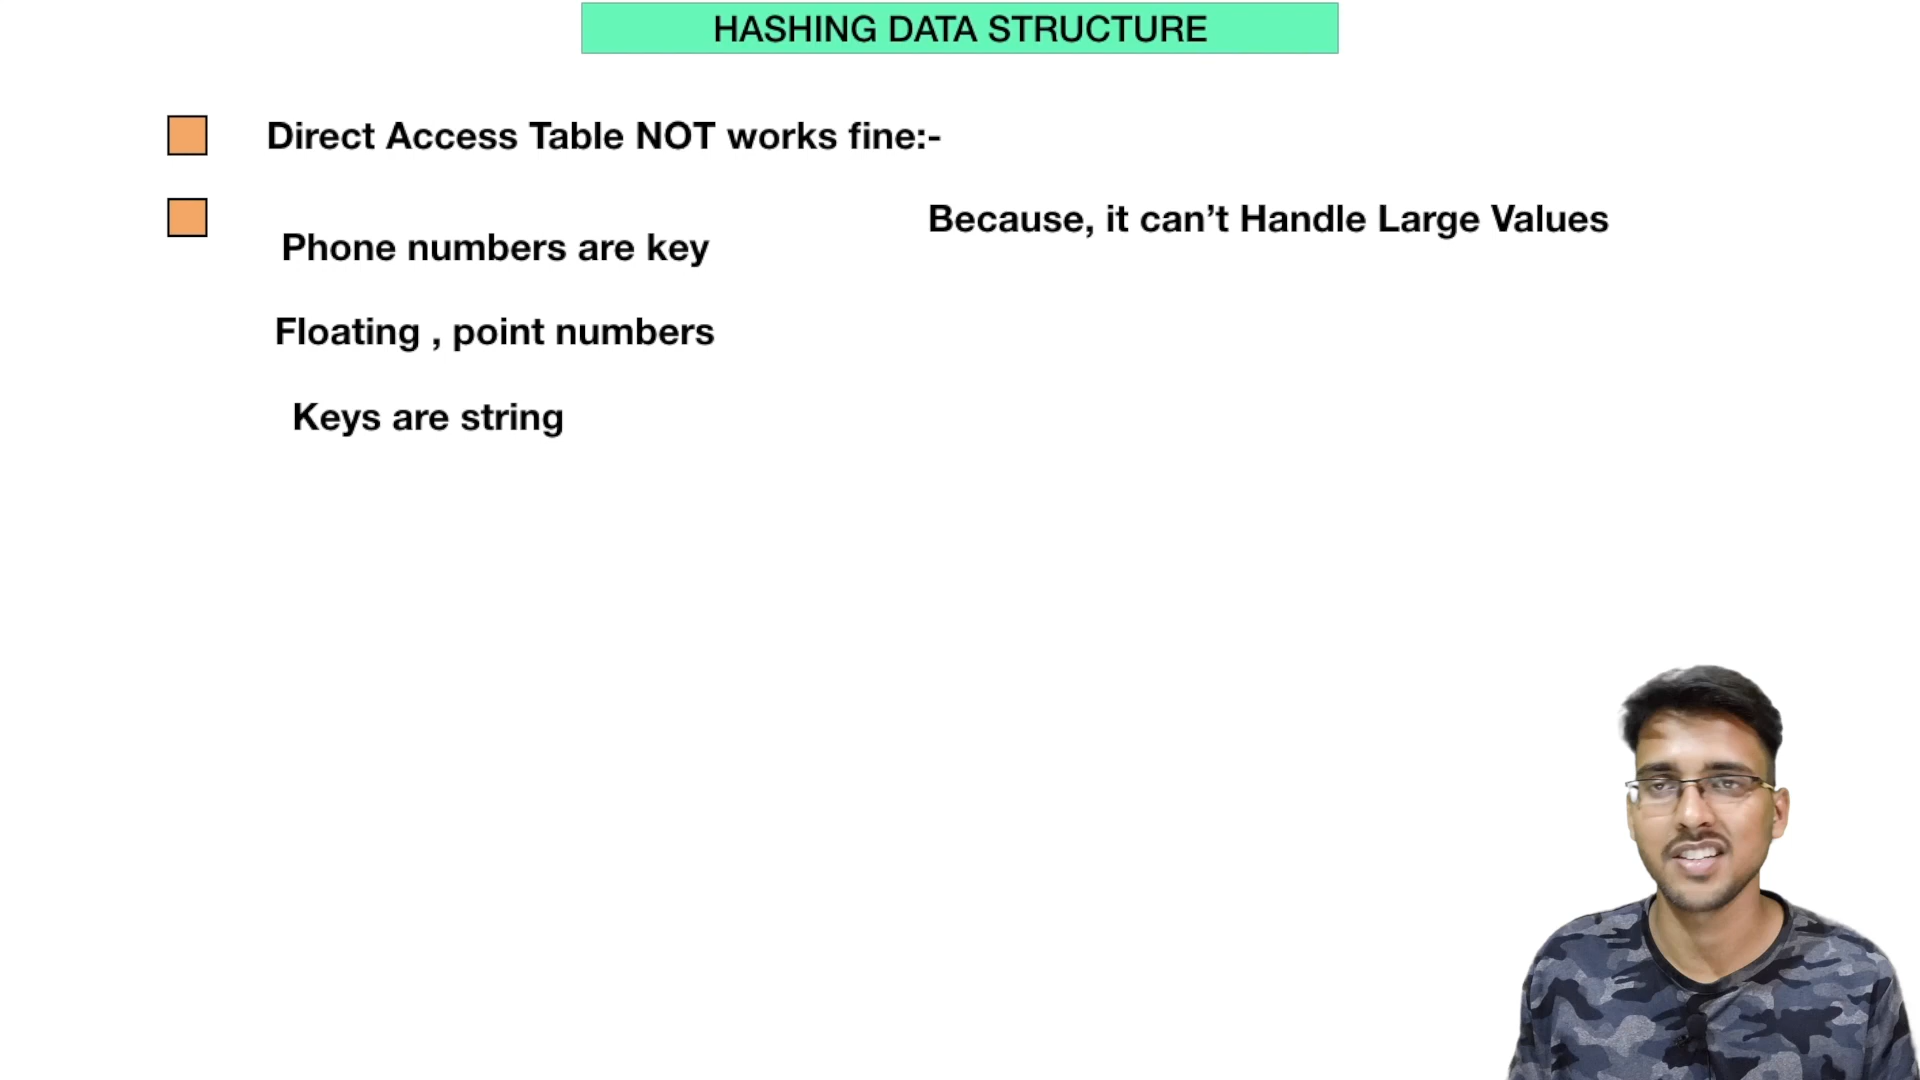 HASHING DATA STRUCTURE
Direct Access Table NOT works fine:-
Because, it can’t Handle Large Values
Phone numbers are key
Floating , point numbers
Keys are string